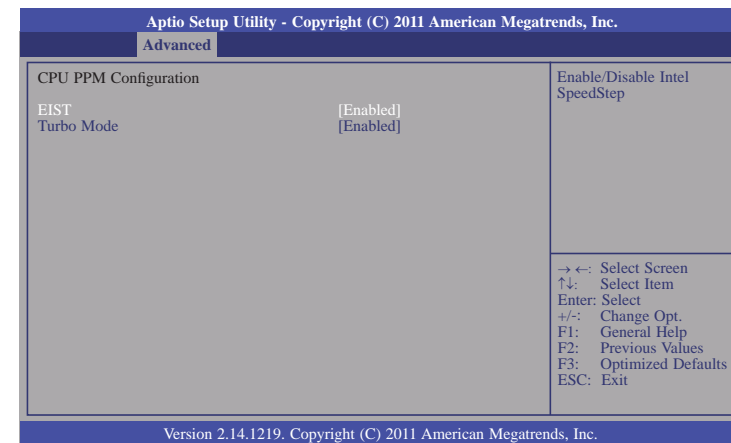 Aptio Setup Utility - Copyright (C) 2011 American Megatrends, Inc.
Advanced
CPU PPM Configuration
EIST [Enabled]
Turbo Mode [Enabled]
Enable/Disable Intel
SpeedStep
→ ←: Select Screen
↑↓: Select Item
Enter: Select
+/-: Change Opt.
F1: General Help
F2: Previous Values
F3: Optimized Defaults
ESC: Exit
Version 2.14.1219. Copyright (C) 2011 American Megatrends, Inc.